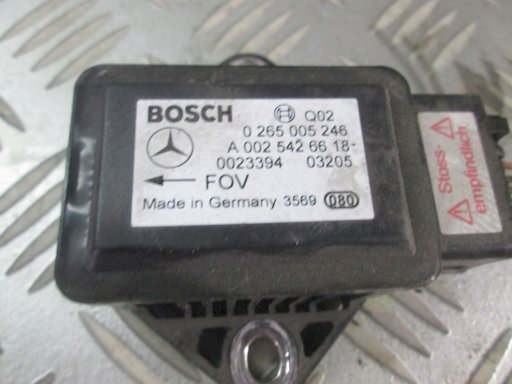 BOSCH Q02
0 265 005 246
A 002 542 66 18-
0023394 03205
FOV
Made in Germany 3569 080
Stoss-
empfindlich